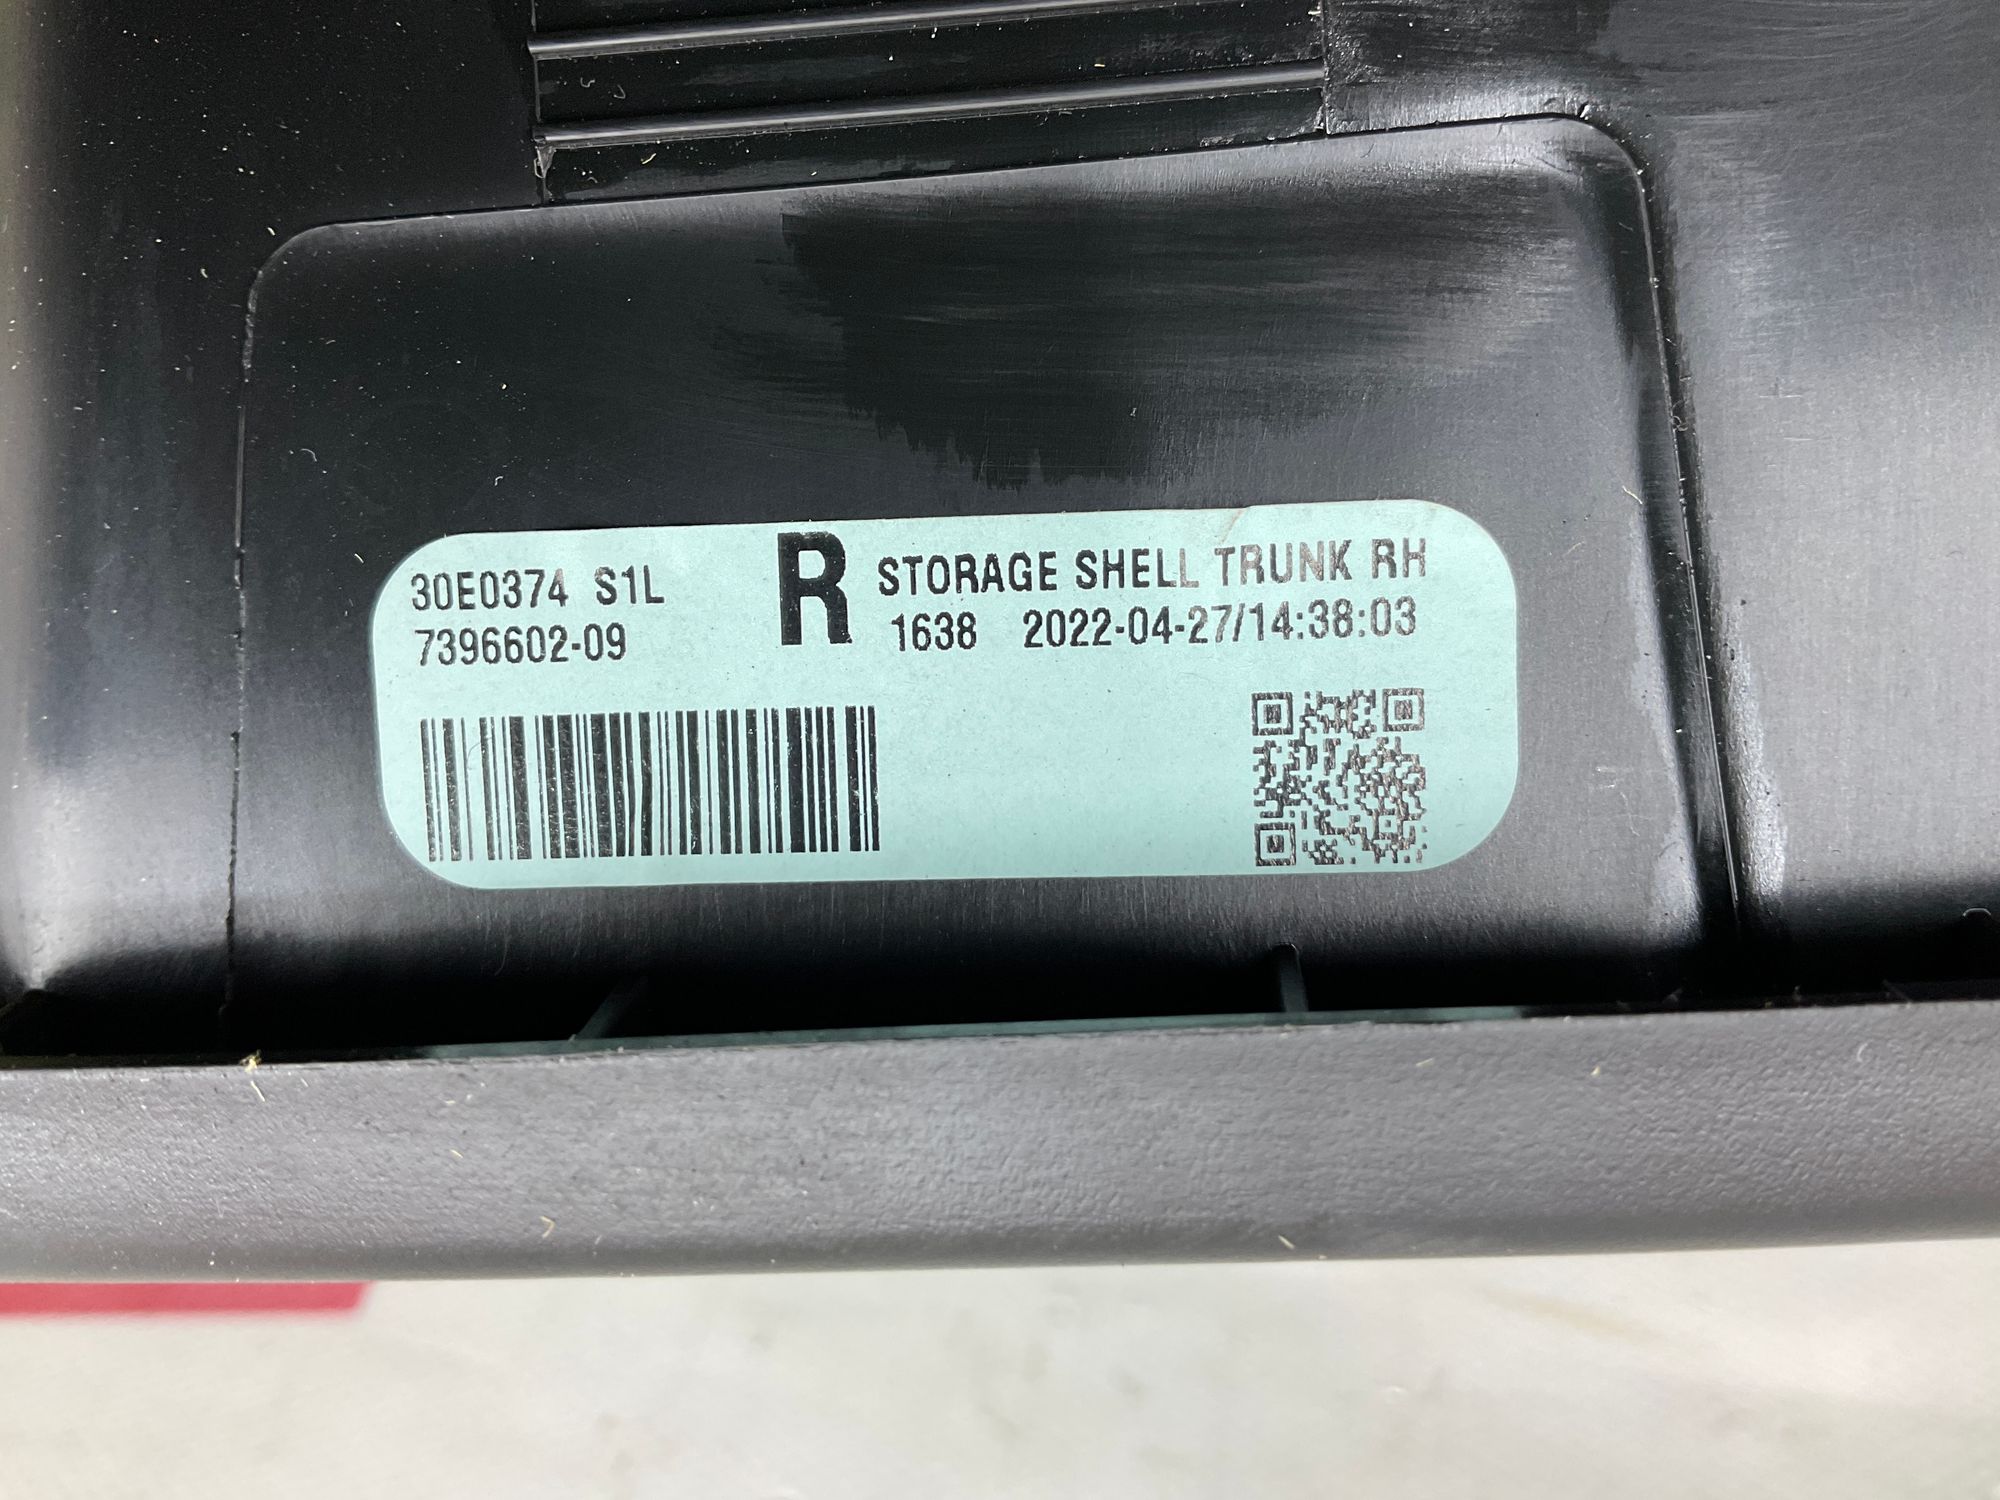 30E0374 S1L
7396602-09
R
STORAGE SHELL TRUNK RH
1638 2022-04-27/14:38:03